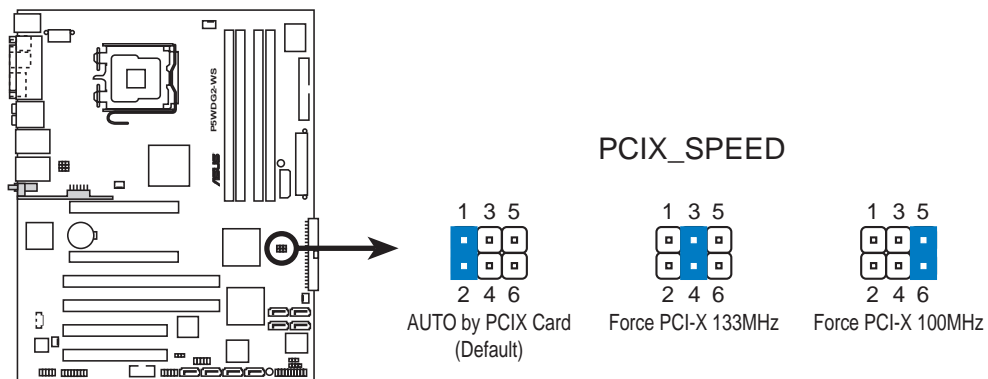 P5WDG2-WS
ASUS
PCIX_SPEED
1 3 5
2 4 6
AUTO by PCIX Card
(Default)
1 3 5
2 4 6
Force PCI-X 133MHz
1 3 5
2 4 6
Force PCI-X 100MHz